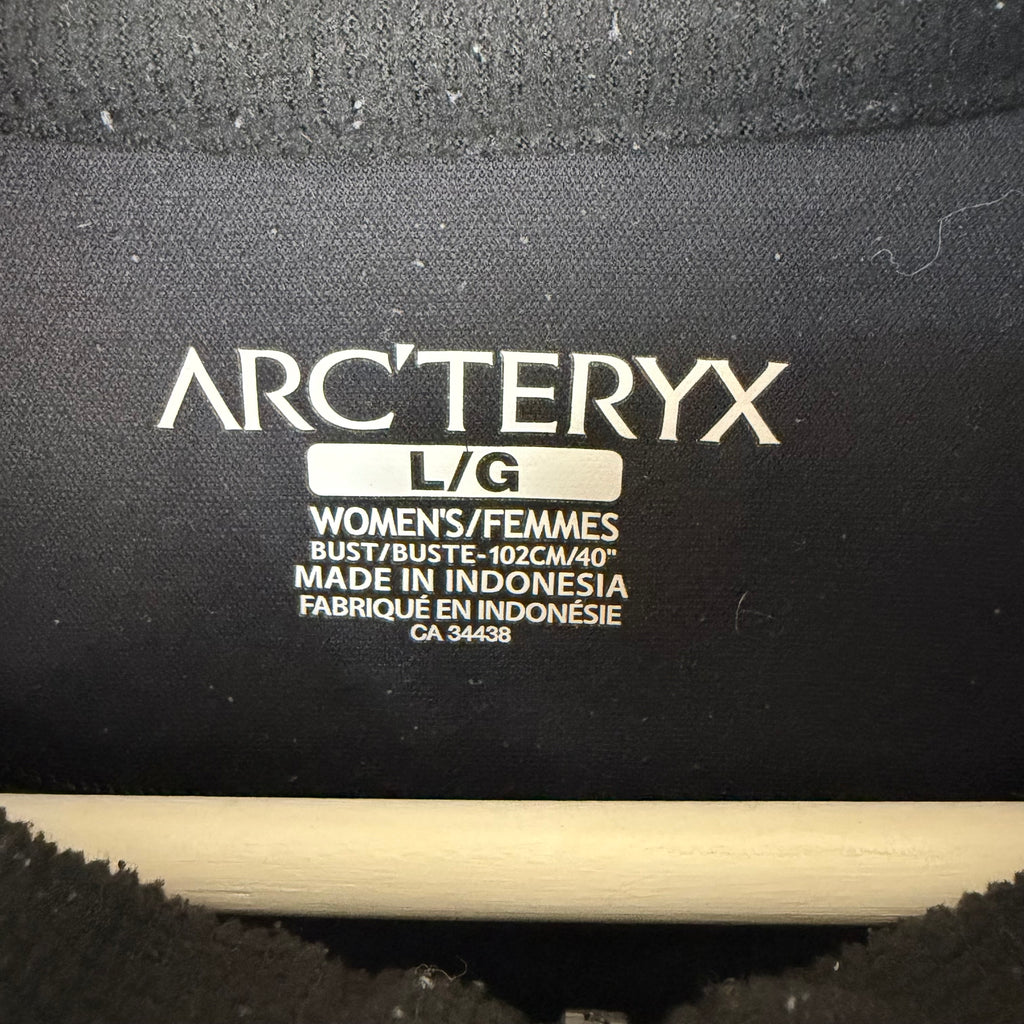 ARC'TERYX
L/G
WOMEN'S/FEMMES
BUST/BUSTE-102CM/40"
MADE IN INDONESIA
FABRIQUÉ EN INDONÉSIE
CA 34438